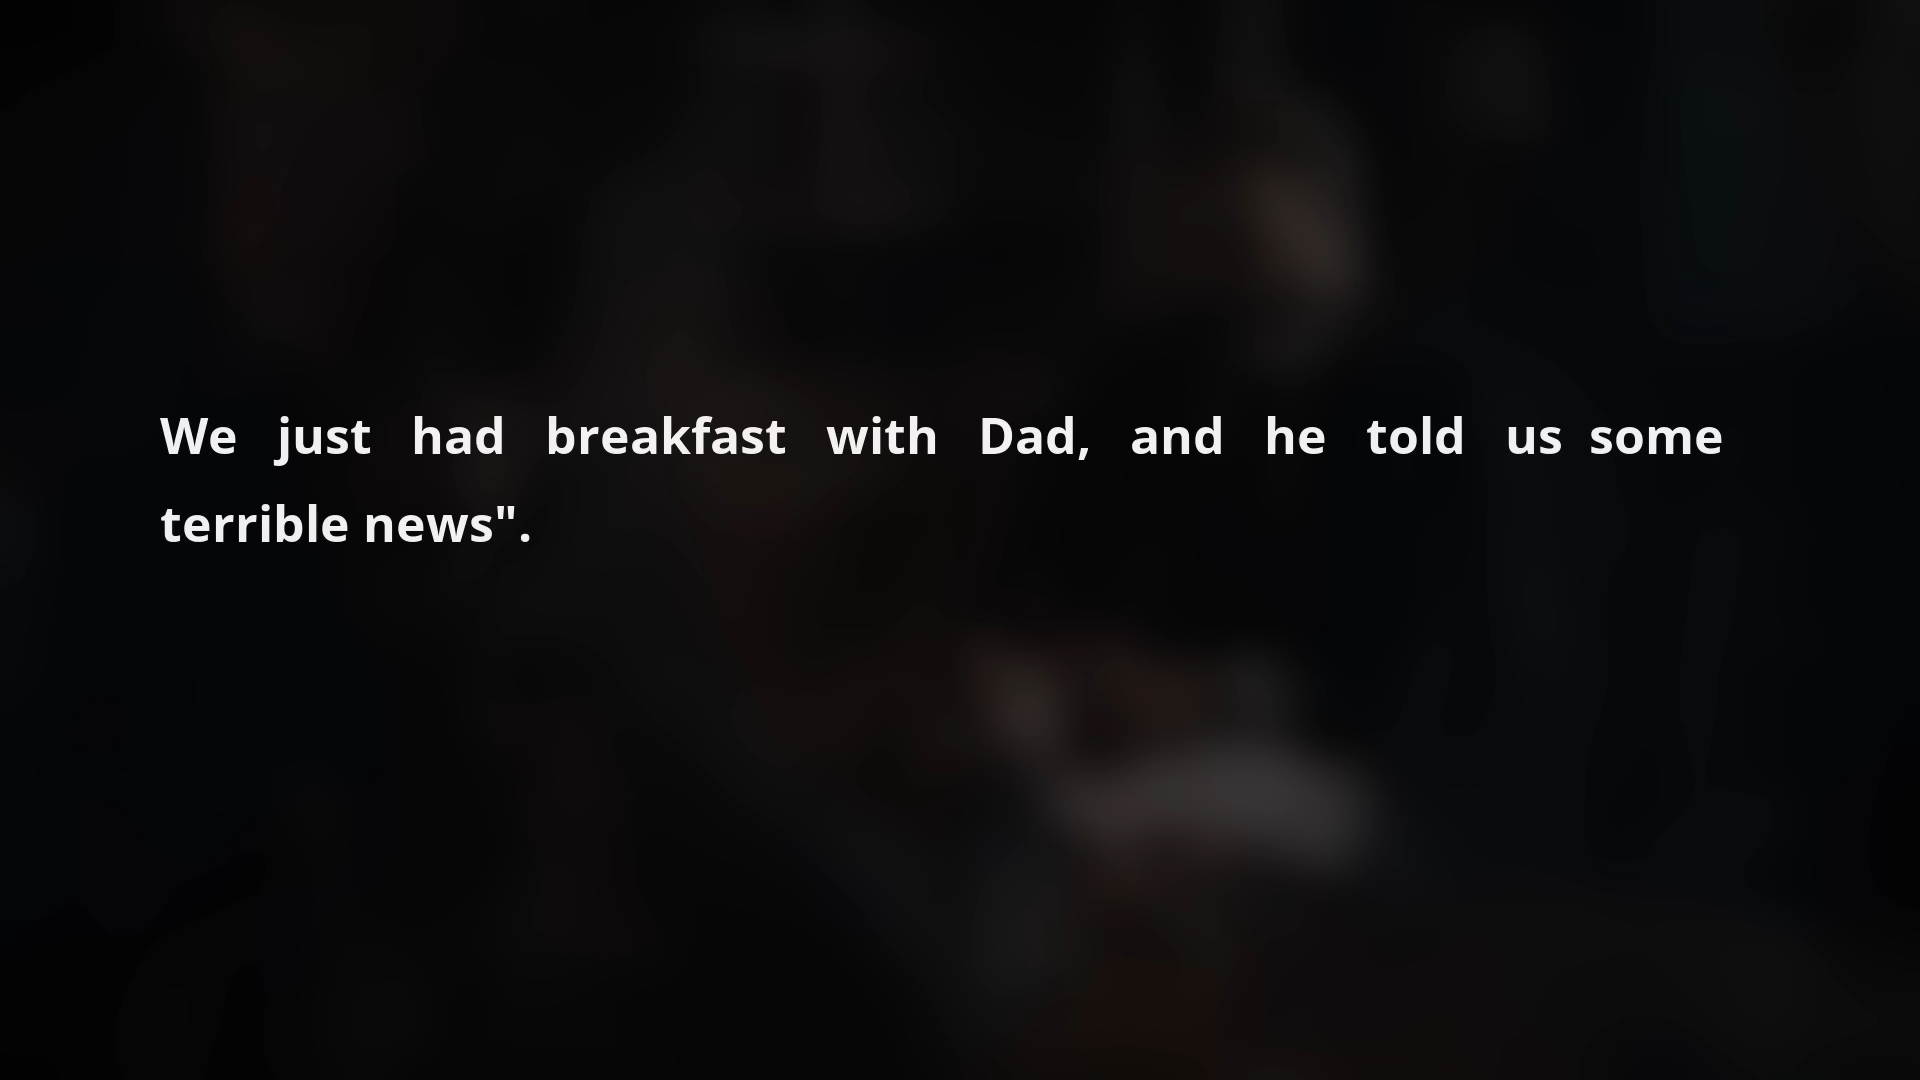 We just had breakfast with Dad, and he told us some
terrible news".